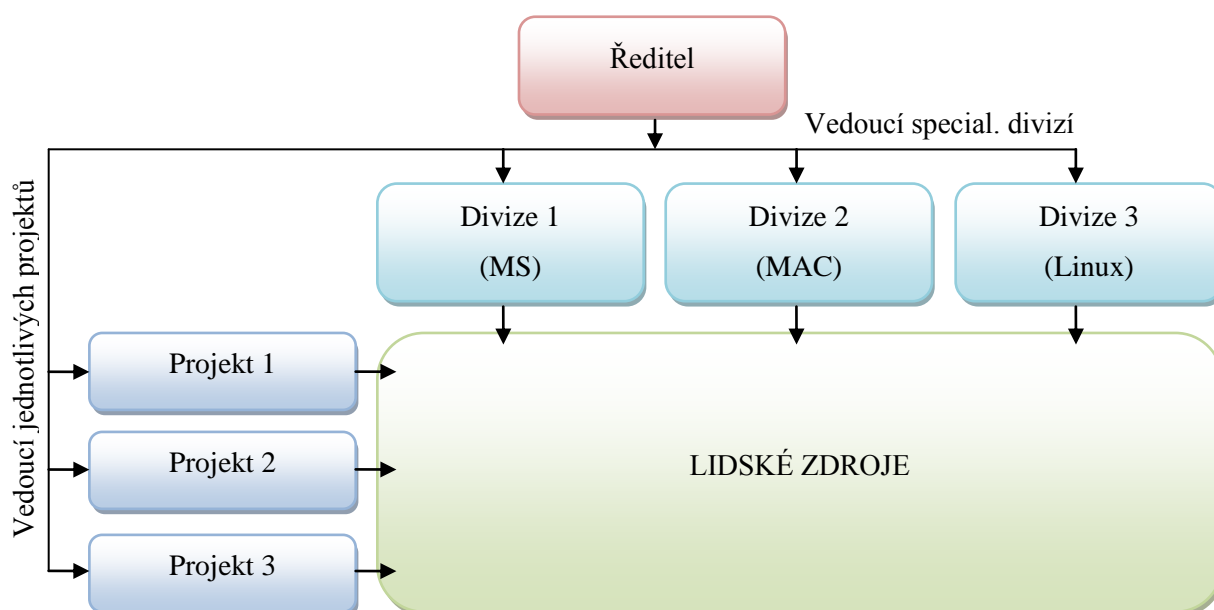 Ředitel
Vedoucí special. divizí
Vedoucí jednotlivých projektů
Divize 1
(MS)
Divize 2
(MAC)
Divize 3
(Linux)
Projekt 1
Projekt 2
Projekt 3
LIDSKÉ ZDROJE